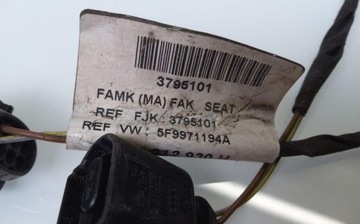 3795101
FAMK (MA) FAK SEAT
REF FJK : 3795101
REF VW : 5F9971194A